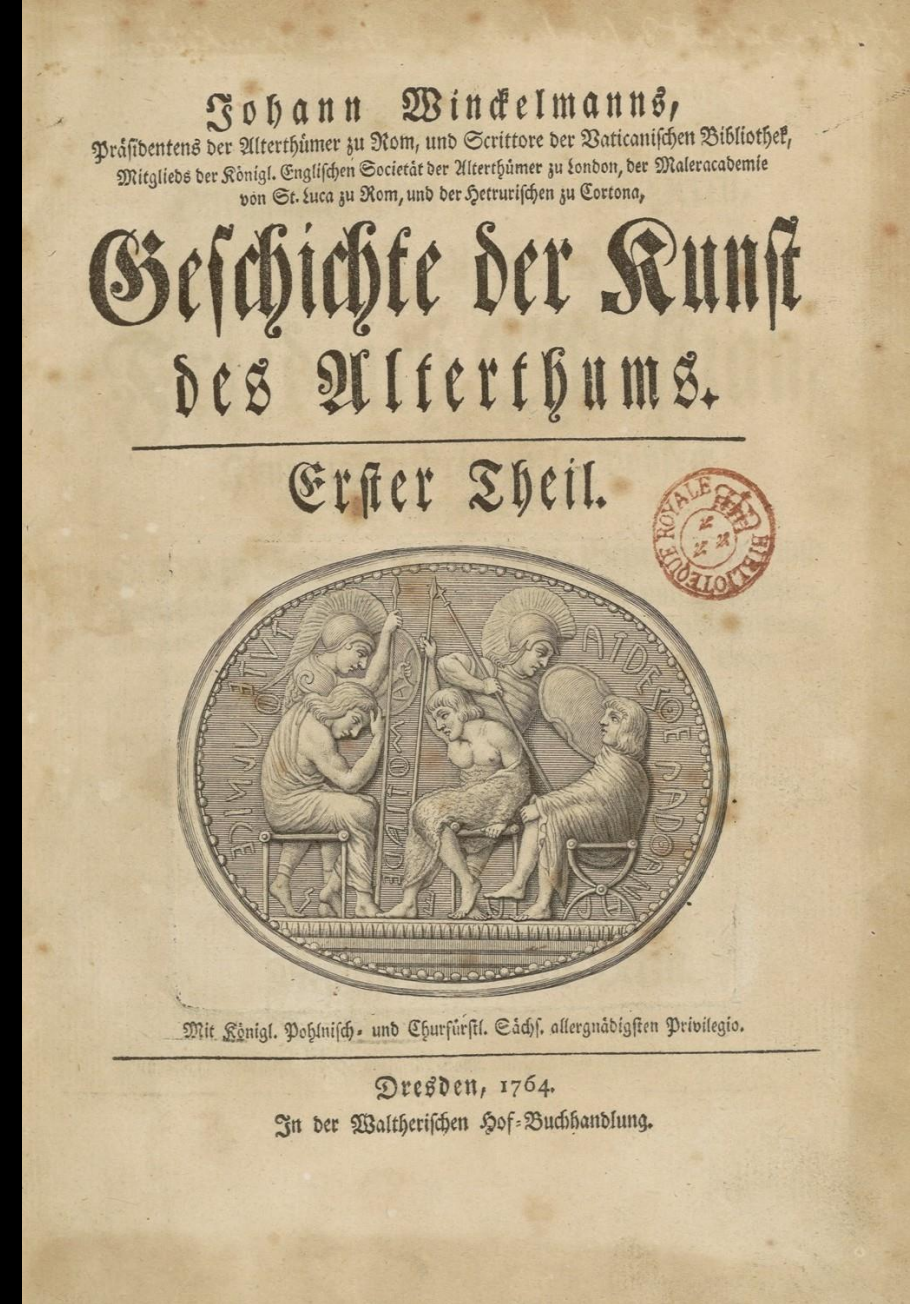 Johann Winckelmanns,
Präsidentens der Alterthümer zu Rom, und Scrittore der Vaticanischen Bibliothek,
Mitglieds der Königl. Englischen Societät der Alterthümer zu London, der Maleracademie
von St. Luca zu Rom, und der Hetrurischen zu Cortona,
Geschichte der Kunst
des Alterthums.
Erster Theil.
BIBLIOTEQUE ROYALE
Mit Königl. Pohlnisch- und Churfürstl. Sächs. allergnädigsten Privilegio.
Dresden, 1764.
In der Waltherischen Hof-Buchhandlung.